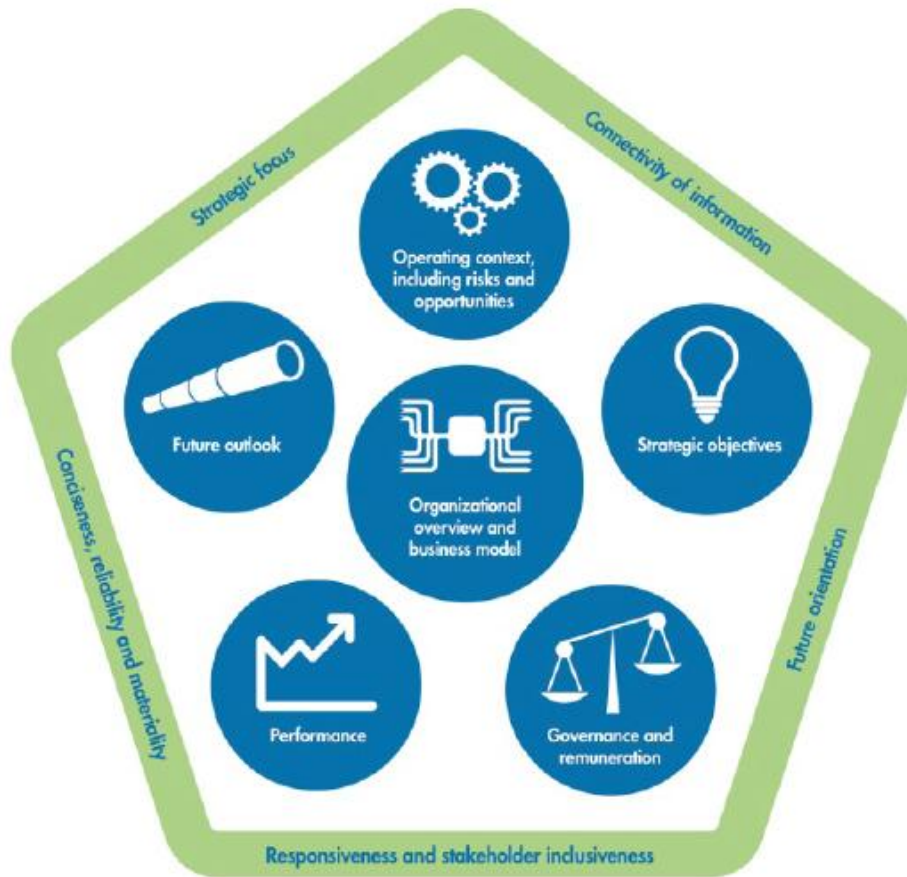 Strategic focus
Connectivity of information
Operating context,
including risks and
opportunities
Future outlook
Strategic objectives
Organizational
overview and
business model
Conciseness, reliability and materiality
Future orientation
Performance
Governance and
remuneration
Responsiveness and stakeholder inclusiveness